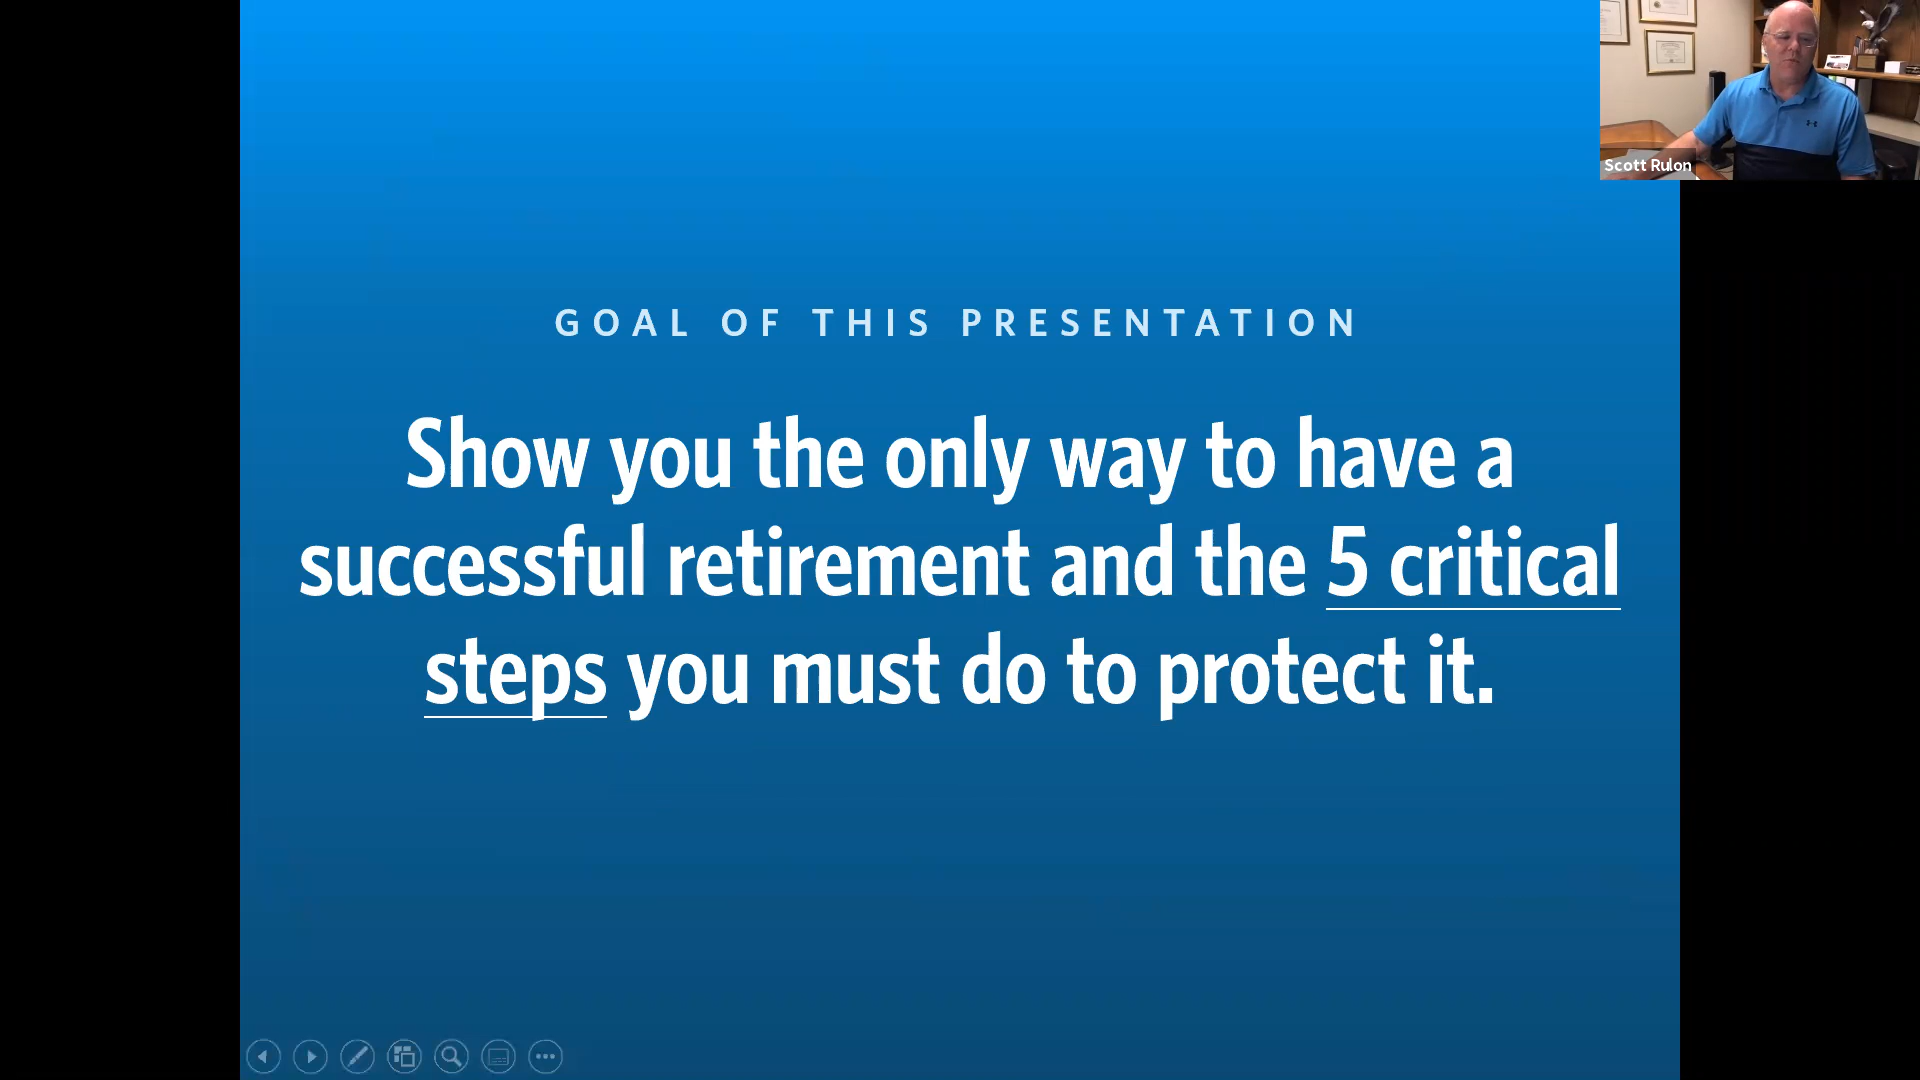 GOAL OF THIS PRESENTATION
Show you the only way to have a
successful retirement and the 5 critical
steps you must do to protect it.
Scott Rulon